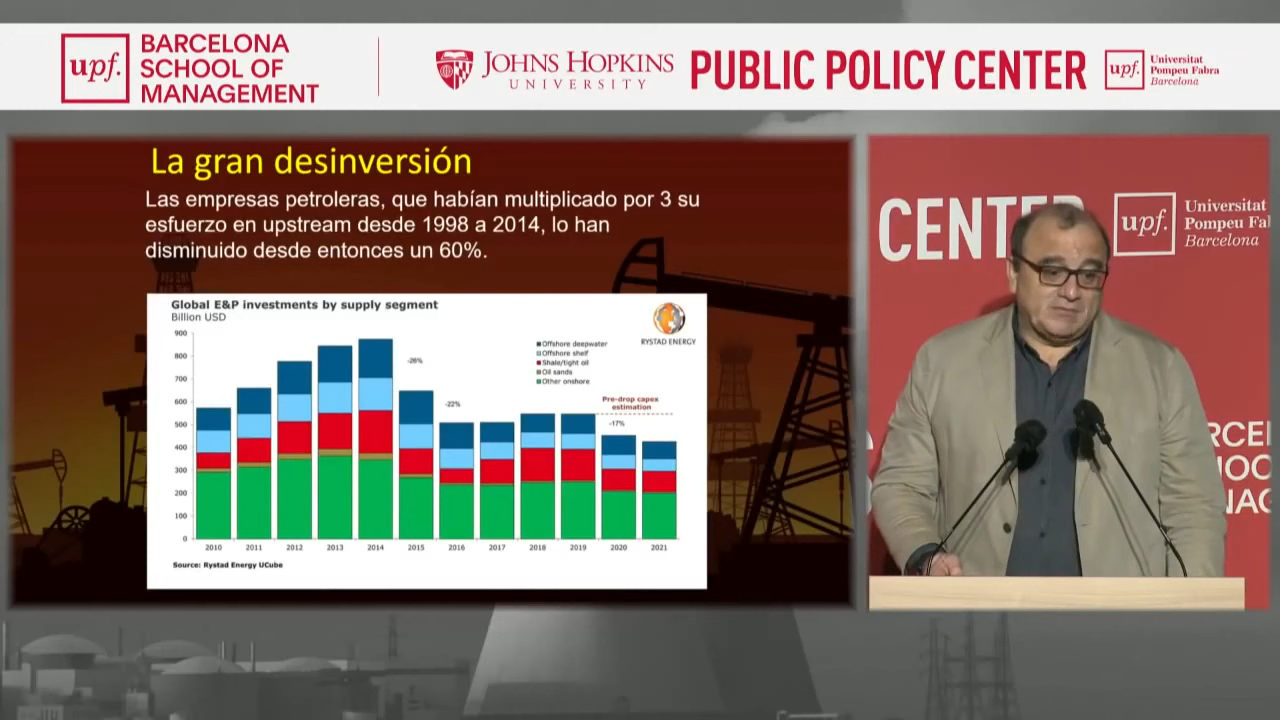 upf.
BARCELONA
SCHOOL OF
MANAGEMENT
JOHNS HOPKINS
UNIVERSITY
PUBLIC POLICY CENTER
upf.
Universitat
Pompeu Fabra
Barcelona
La gran desinversión
Las empresas petroleras, que habían multiplicado por 3 su
esfuerzo en upstream desde 1998 a 2014, lo han
disminuido desde entonces un 60%.
Global E&P investments by supply segment
Billion USD
RYSTAD ENERGY
900
800
700
600
500
400
300
200
100
0
Offshore deepwater
Offshore shelf
Shale/tight oil
Oil sands
Other onshore
-26%
-22%
Pre-drop capex
estimation
-17%
2010 2011 2012 2013 2014 2015 2016 2017 2018 2019 2020 2021
Source: Rystad Energy UCube
CENTER
upf.
Universitat
Pompeu Fa
Barcelona
RCEL
NAG